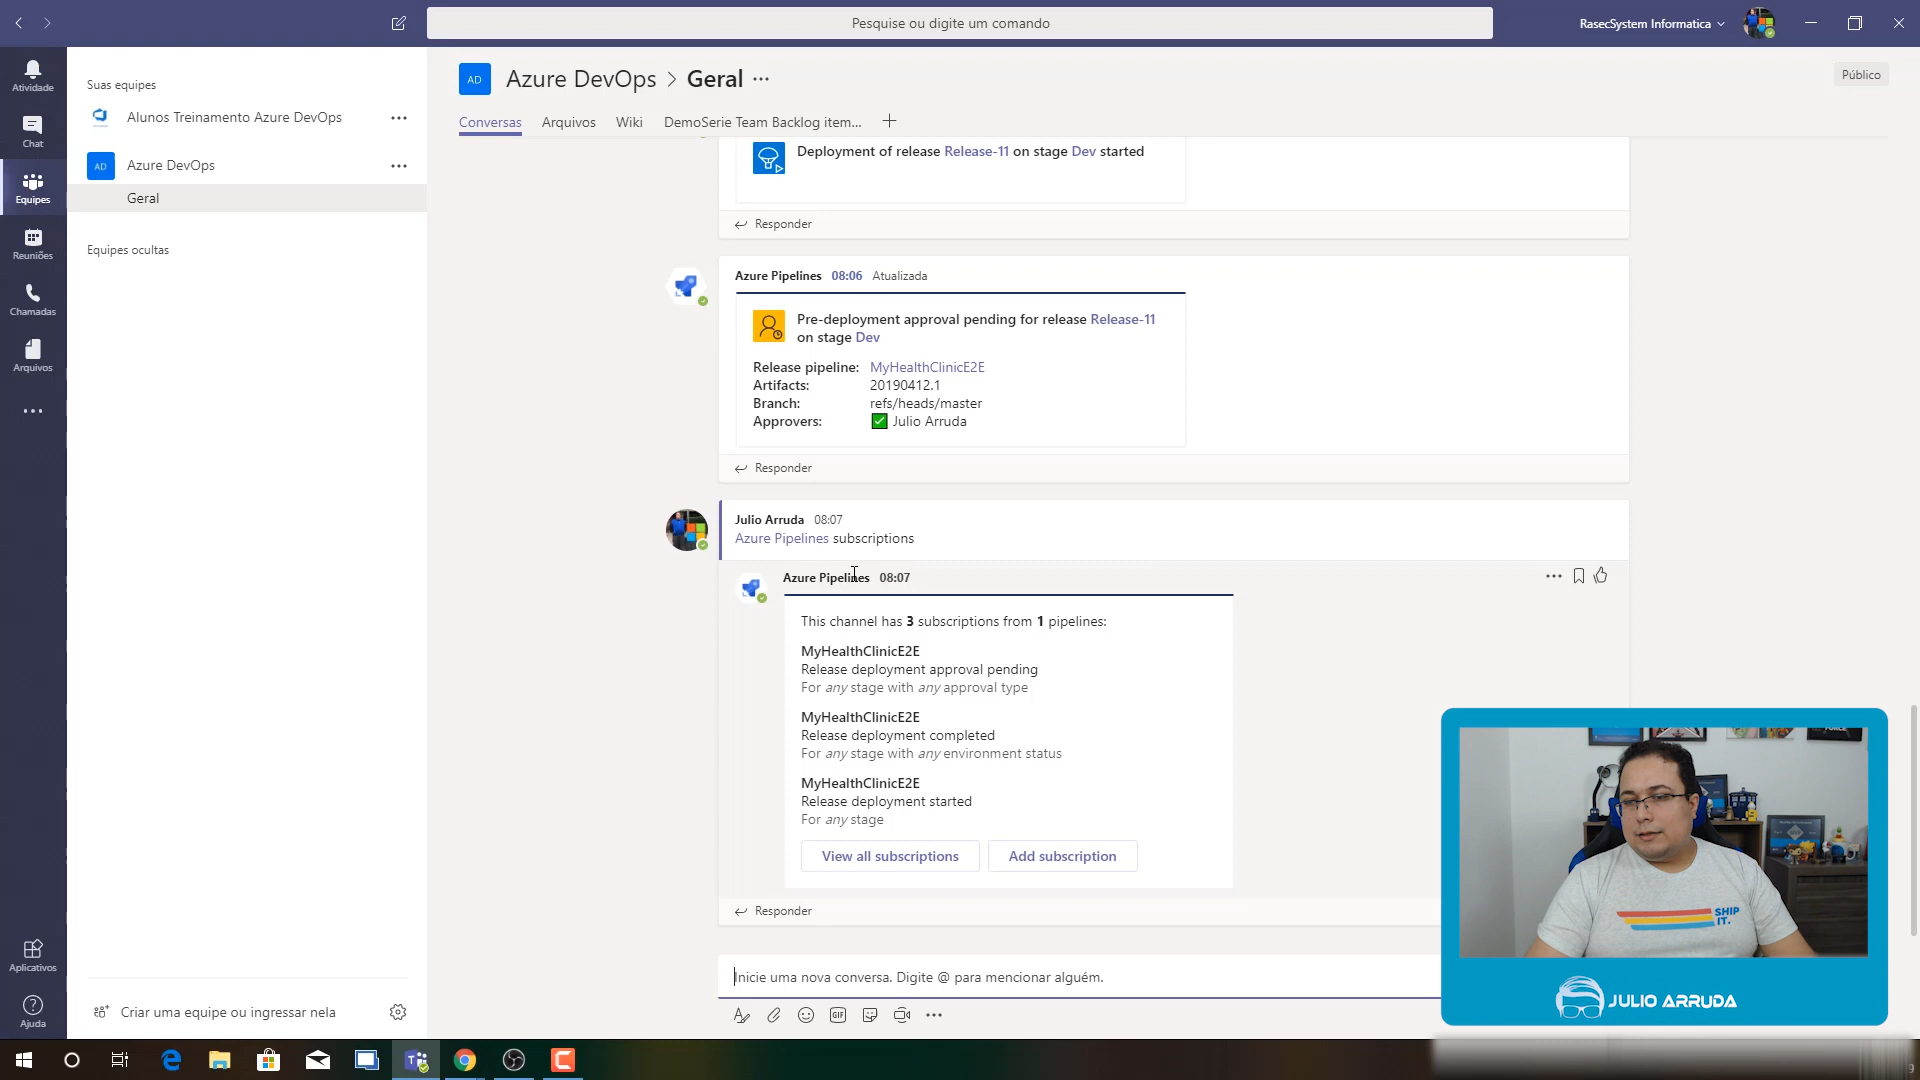 Pesquise ou digite um comando
RasecSystem Informatica
Atividade
Chat
Equipes
Reuniões
Chamadas
Arquivos
Aplicativos
Ajuda
Suas equipes
Alunos Treinamento Azure DevOps
AD
Azure DevOps
Geral
Equipes ocultas
Criar uma equipe ou ingressar nela
AD
Azure DevOps > Geral
Público
Conversas
Arquivos
Wiki
DemoSerie Team Backlog item...
Deployment of release Release-11 on stage Dev started
Responder
Azure Pipelines 08:06 Atualizada
Pre-deployment approval pending for release Release-11
on stage Dev
Release pipeline: MyHealthClinicE2E
Artifacts: 20190412.1
Branch: refs/heads/master
Approvers: ✅ Julio Arruda
Responder
Julio Arruda 08:07
Azure Pipelines subscriptions
Azure Pipelines 08:07
This channel has 3 subscriptions from 1 pipelines:
MyHealthClinicE2E
Release deployment approval pending
For any stage with any approval type
MyHealthClinicE2E
Release deployment completed
For any stage with any environment status
MyHealthClinicE2E
Release deployment started
For any stage
View all subscriptions
Add subscription
Responder
Inicie uma nova conversa. Digite @ para mencionar alguém.
GIF
SHIP
IT.
JULIO ARRUDA